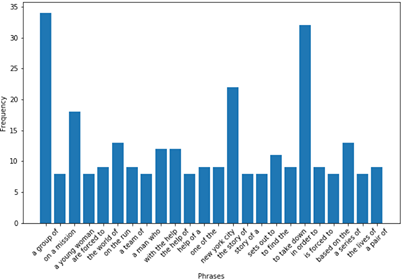 35
30
25
20
15
10
5
0
Frequency
a group of
on a mission
a young woman
are forced to
the world of
on the run
a team of
a man who
with the help
the help of
help of a
one of the
new york city
the story of
story of a
sets out to
to find the
to take down
in order to
is forced to
based on the
a series of
the lives of
a pair of
Phrases